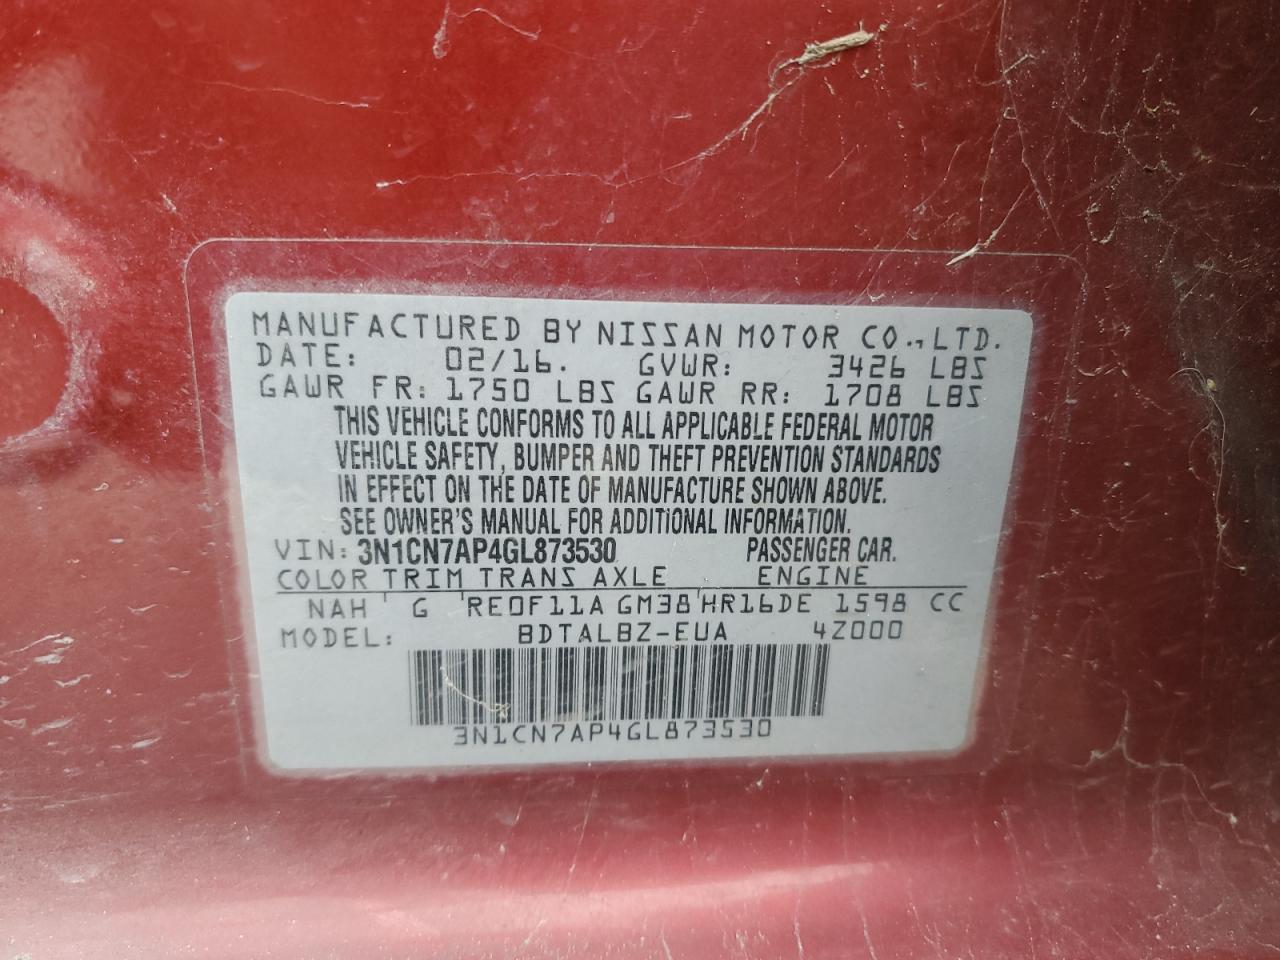 MANUFACTURED BY NISSAN MOTOR CO., LTD.
DATE: 02/16. GVWR: 3426 LBS
GAWR FR: 1750 LBS GAWR RR: 1708 LBS
THIS VEHICLE CONFORMS TO ALL APPLICABLE FEDERAL MOTOR
VEHICLE SAFETY, BUMPER AND THEFT PREVENTION STANDARDS
IN EFFECT ON THE DATE OF MANUFACTURE SHOWN ABOVE.
SEE OWNER'S MANUAL FOR ADDITIONAL INFORMATION.
VIN: 3N1CN7AP4GL873530 PASSENGER CAR.
COLOR TRIM TRANS AXLE ENGINE
NAH G RE0F11A GM38 HR16DE 1598 CC
MODEL: BDTALBZ-EUA 4Z000
3N1CN7AP4GL873530